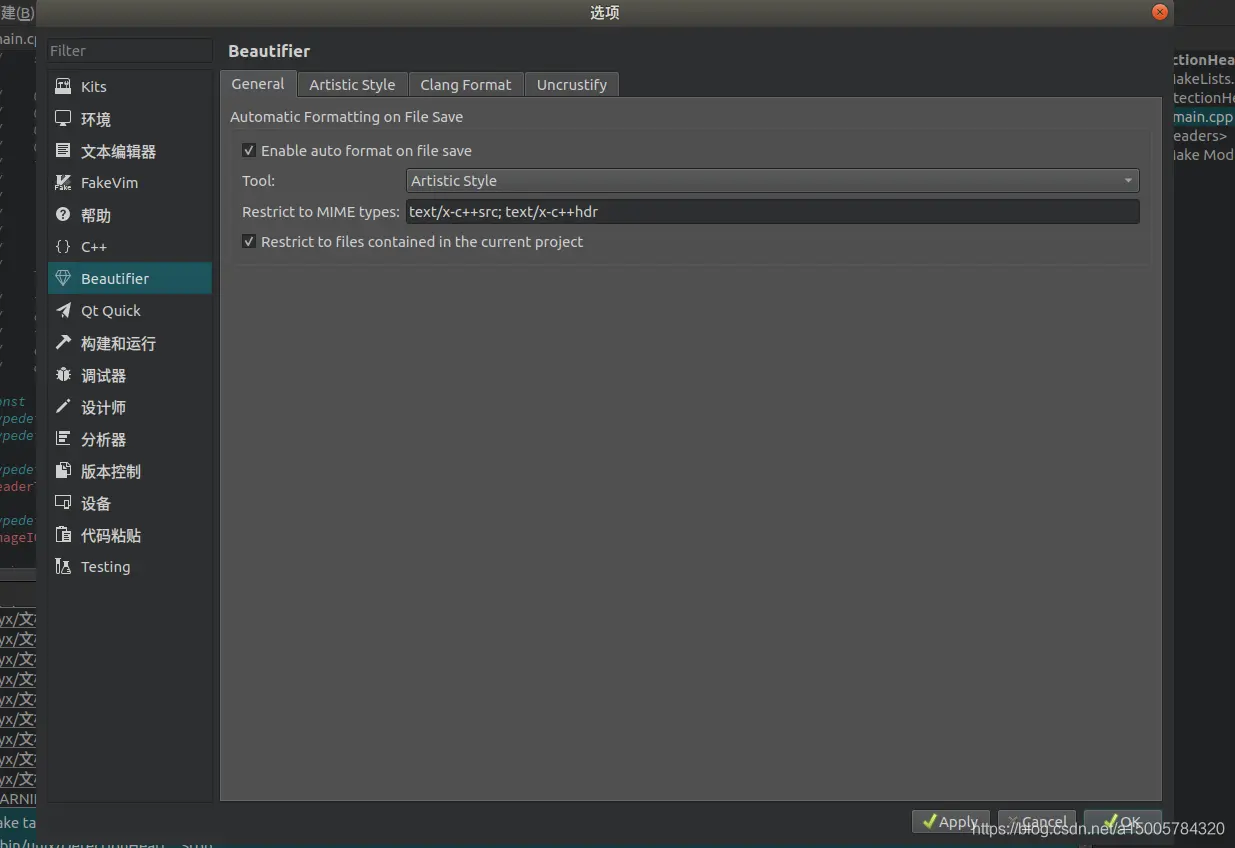 选项
建(B)
Filter
Kits
环境
文本编辑器
FakeVim
帮助
{} C++
Beautifier
Qt Quick
构建和运行
调试器
设计师
分析器
版本控制
设备
代码粘贴
Testing
Beautifier
General Artistic Style Clang Format Uncrustify
Automatic Formatting on File Save
Enable auto format on file save
Tool: Artistic Style
Restrict to MIME types: text/x-c++src; text/x-c++hdr
Restrict to files contained in the current project
Apply Cancel OK
main.cpp
eaders>
https://blog.csdn.net/a15005784320